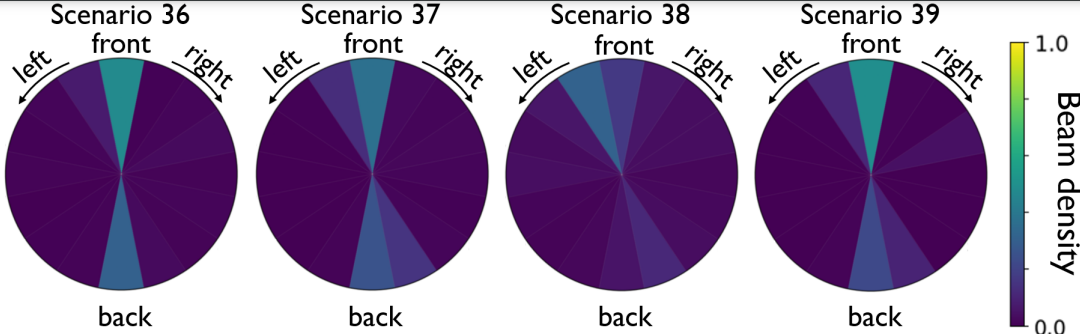 Scenario 36
front
left
right
back
Scenario 37
front
left
right
back
Scenario 38
front
left
right
back
Scenario 39
front
left
right
back
1.0
Beam density
0.0